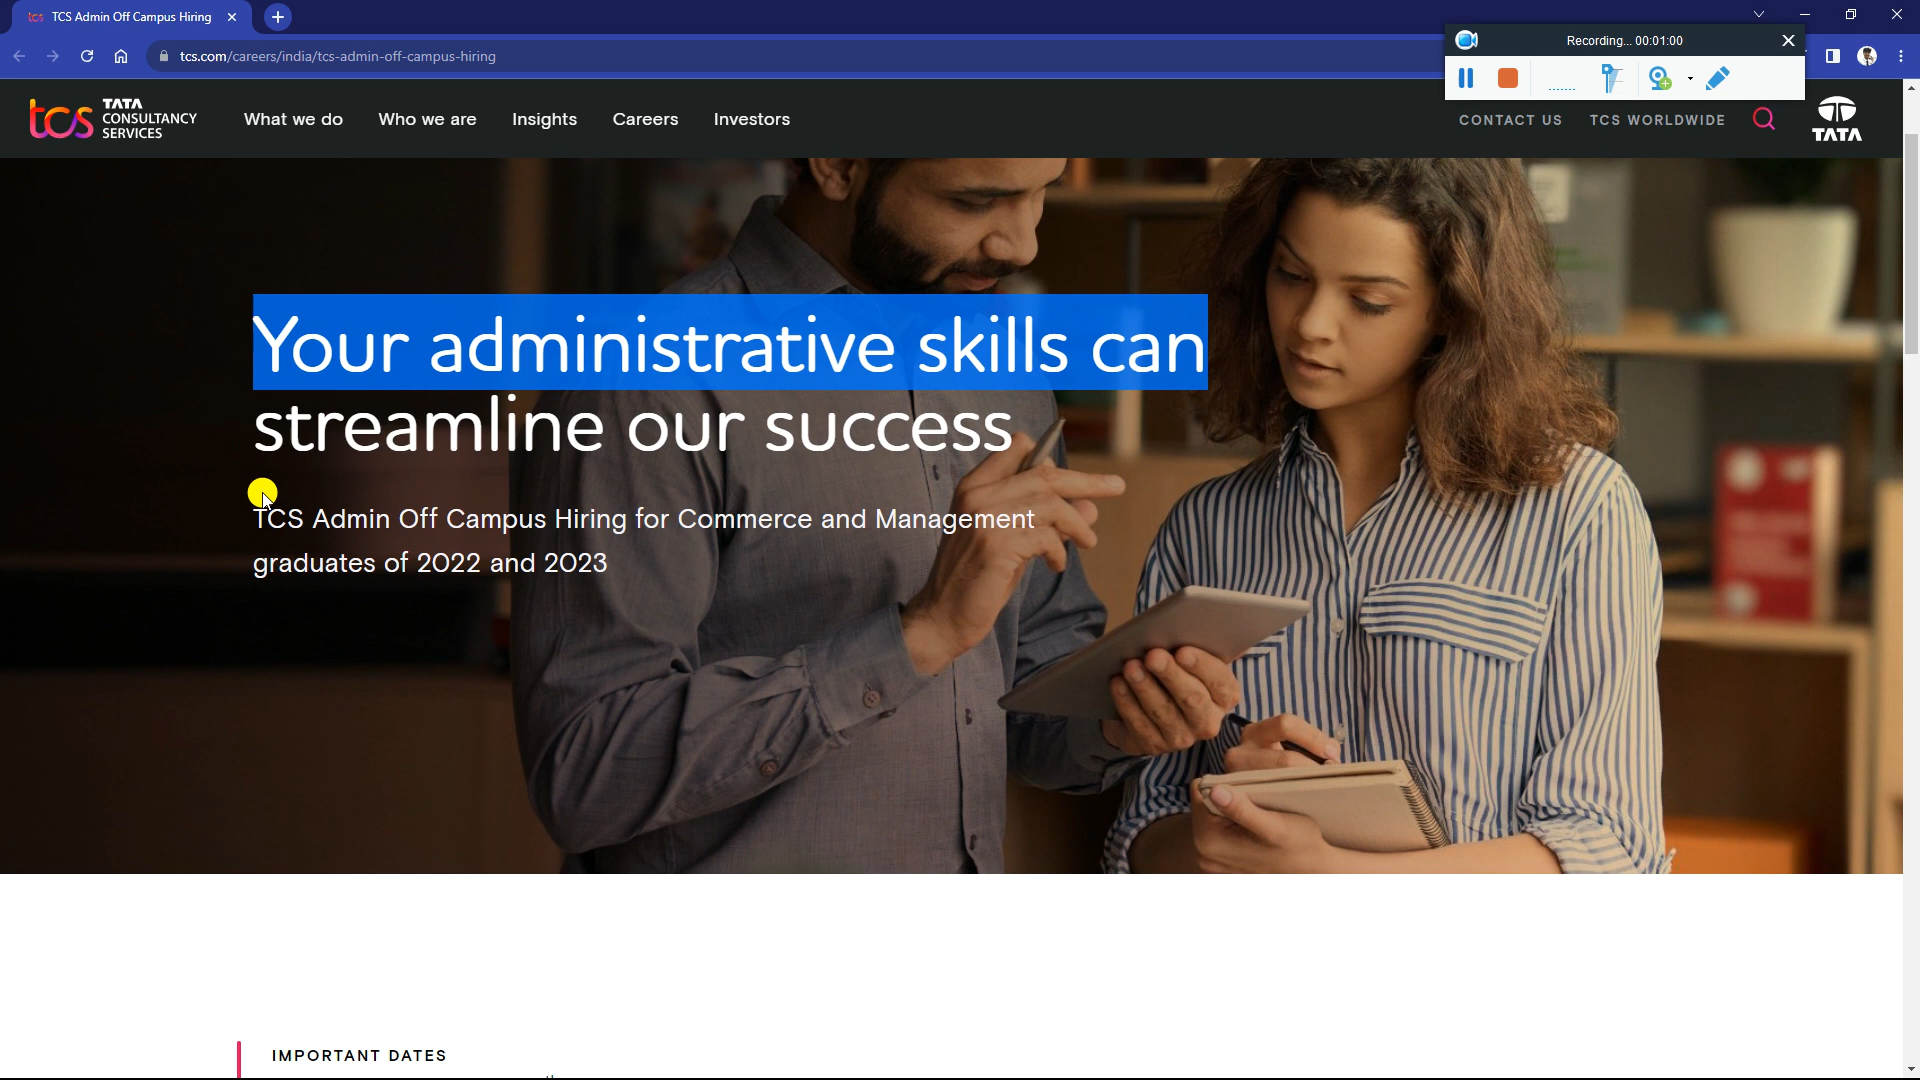 tcs TCS Admin Off Campus Hiring
tcs.com/careers/india/tcs-admin-off-campus-hiring
Recording... 00:01:00
tcs TATA
CONSULTANCY
SERVICES
What we do Who we are Insights Careers Investors
CONTACT US TCS WORLDWIDE
TATA
Your administrative skills can
streamline our success
TCS Admin Off Campus Hiring for Commerce and Management
graduates of 2022 and 2023
IMPORTANT DATES